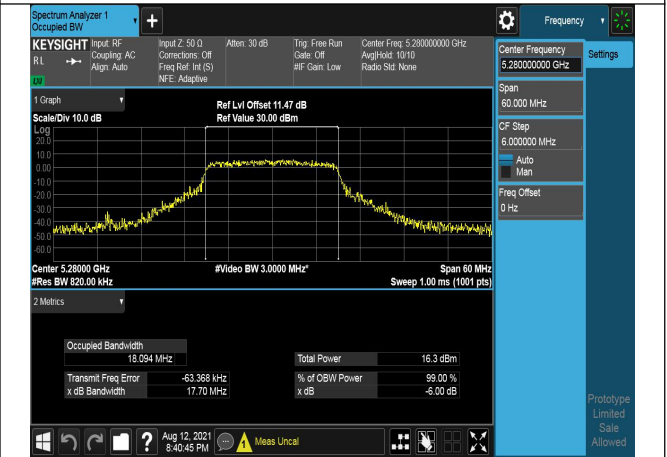 Spectrum Analyzer 1
Occupied BW
+
Frequency
KEYSIGHT Input: RF Input Z: 50 Ω Atten: 30 dB Trig: Free Run Center Freq: 5.280000000 GHz
RL Coupling: AC Corrections: Off Gate: Off Avg|Hold: 10/10
Align: Auto Freq Ref: Int (S) #IF Gain: Low Radio Std: None
NFE: Adaptive
Center Frequency
5.280000000 GHz
Settings
Span
60.000 MHz
CF Step
6.000000 MHz
Auto
Man
Freq Offset
0 Hz
1 Graph
Ref Lvl Offset 11.47 dB
Scale/Div 10.0 dB Ref Value 30.00 dBm
Log
20.0
10.0
0.00
-10.0
-20.0
-30.0
-40.0
-50.0
-60.0
Center 5.28000 GHz #Video BW 3.0000 MHz* Span 60 MHz
#Res BW 820.00 kHz Sweep 1.00 ms (1001 pts)
2 Metrics
Occupied Bandwidth
18.094 MHz Total Power 16.3 dBm
Transmit Freq Error -63.368 kHz % of OBW Power 99.00 %
x dB Bandwidth 17.70 MHz x dB -6.00 dB
Prototype
Limited
Sale
Allowed
? Aug 12, 2021
8:40:45 PM Meas Uncal